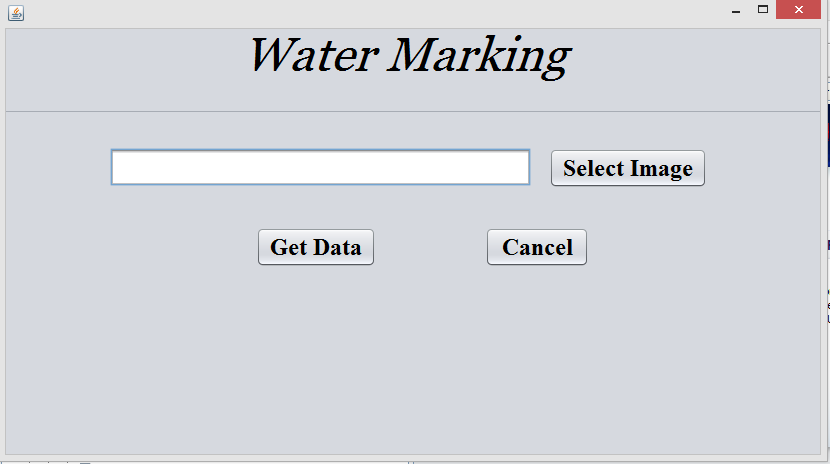 Water Marking
Select Image
Get Data
Cancel